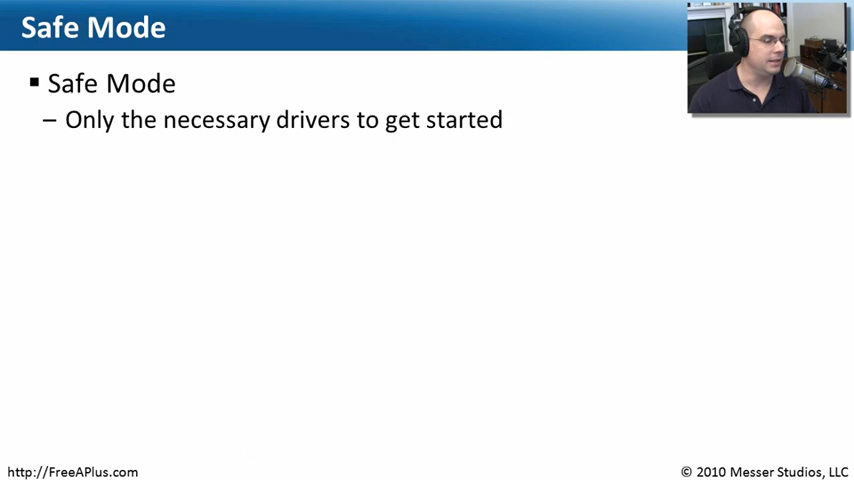 Safe Mode
▪ Safe Mode
– Only the necessary drivers to get started
http://FreeAPlus.com
© 2010 Messer Studios, LLC